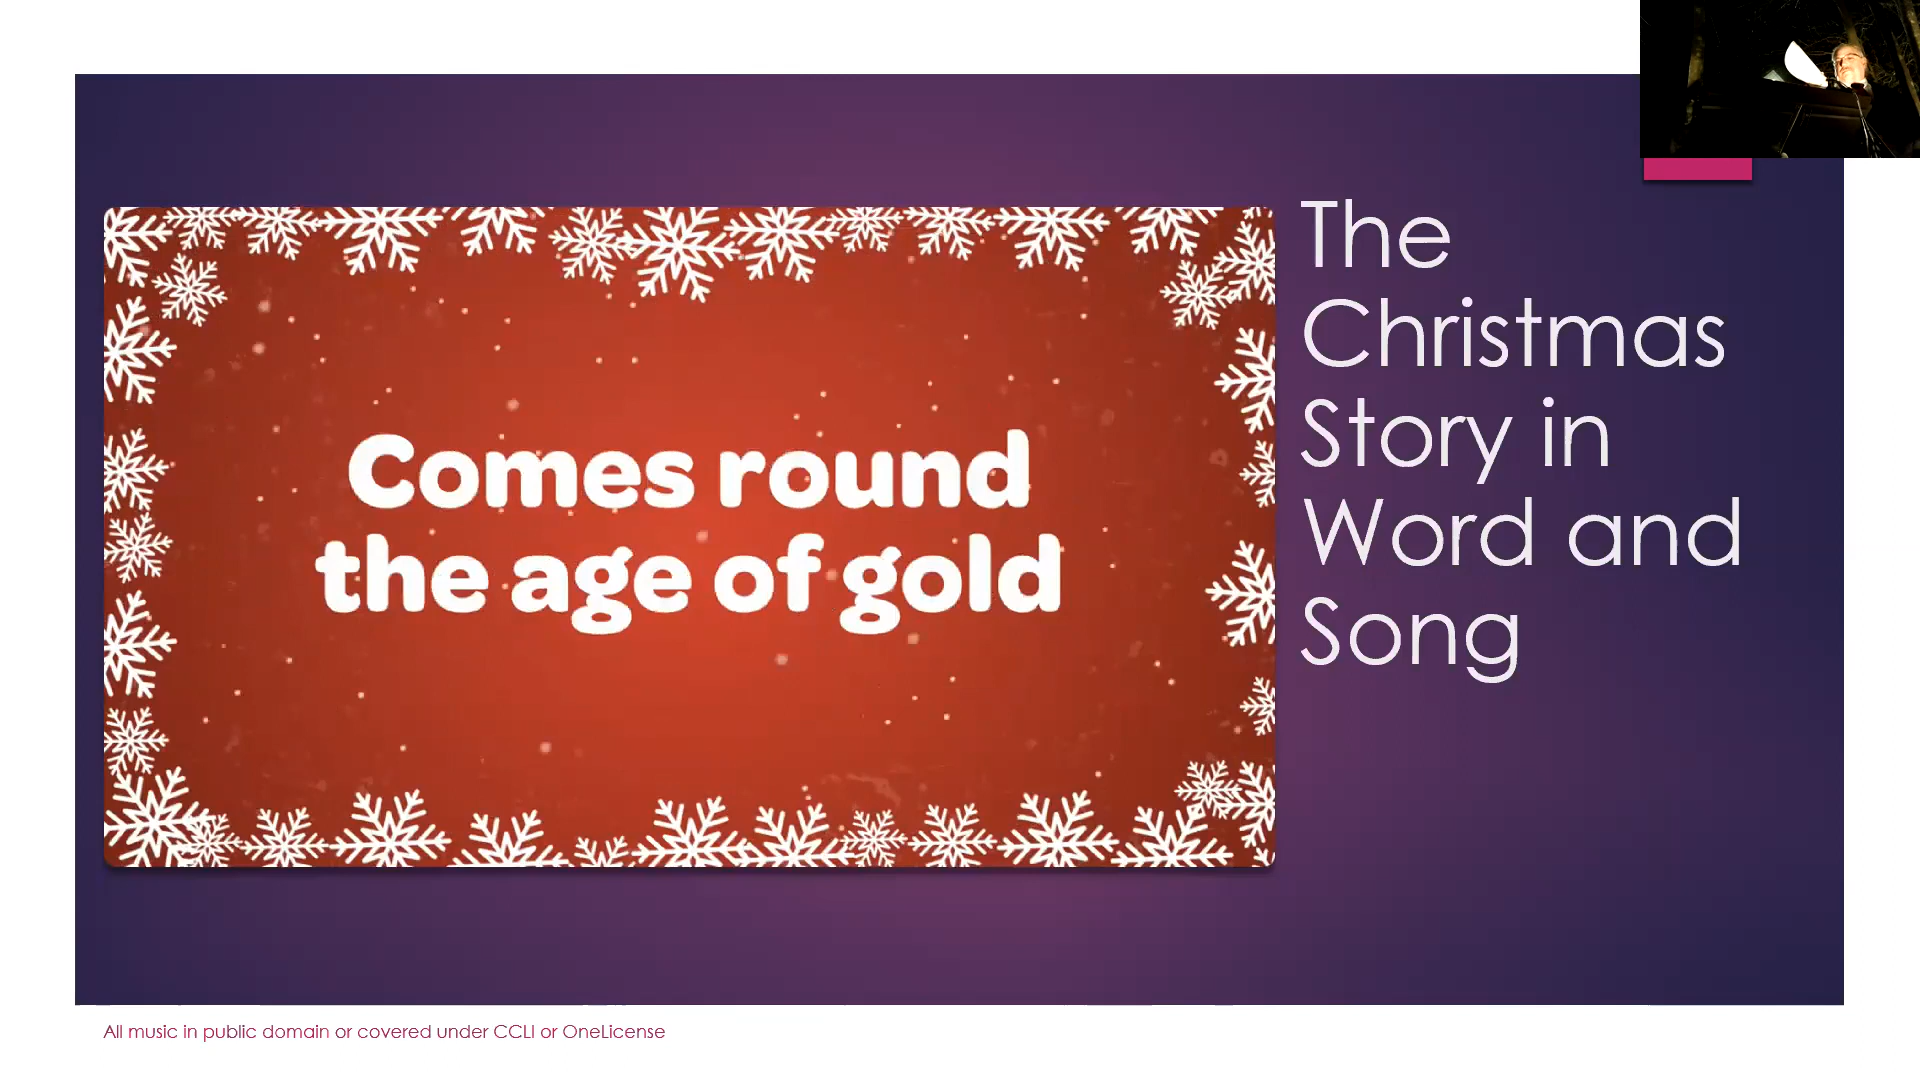 Comes round
the age of gold
The
Christmas
Story in
Word and
Song
All music in public domain or covered under CCLI or OneLicense